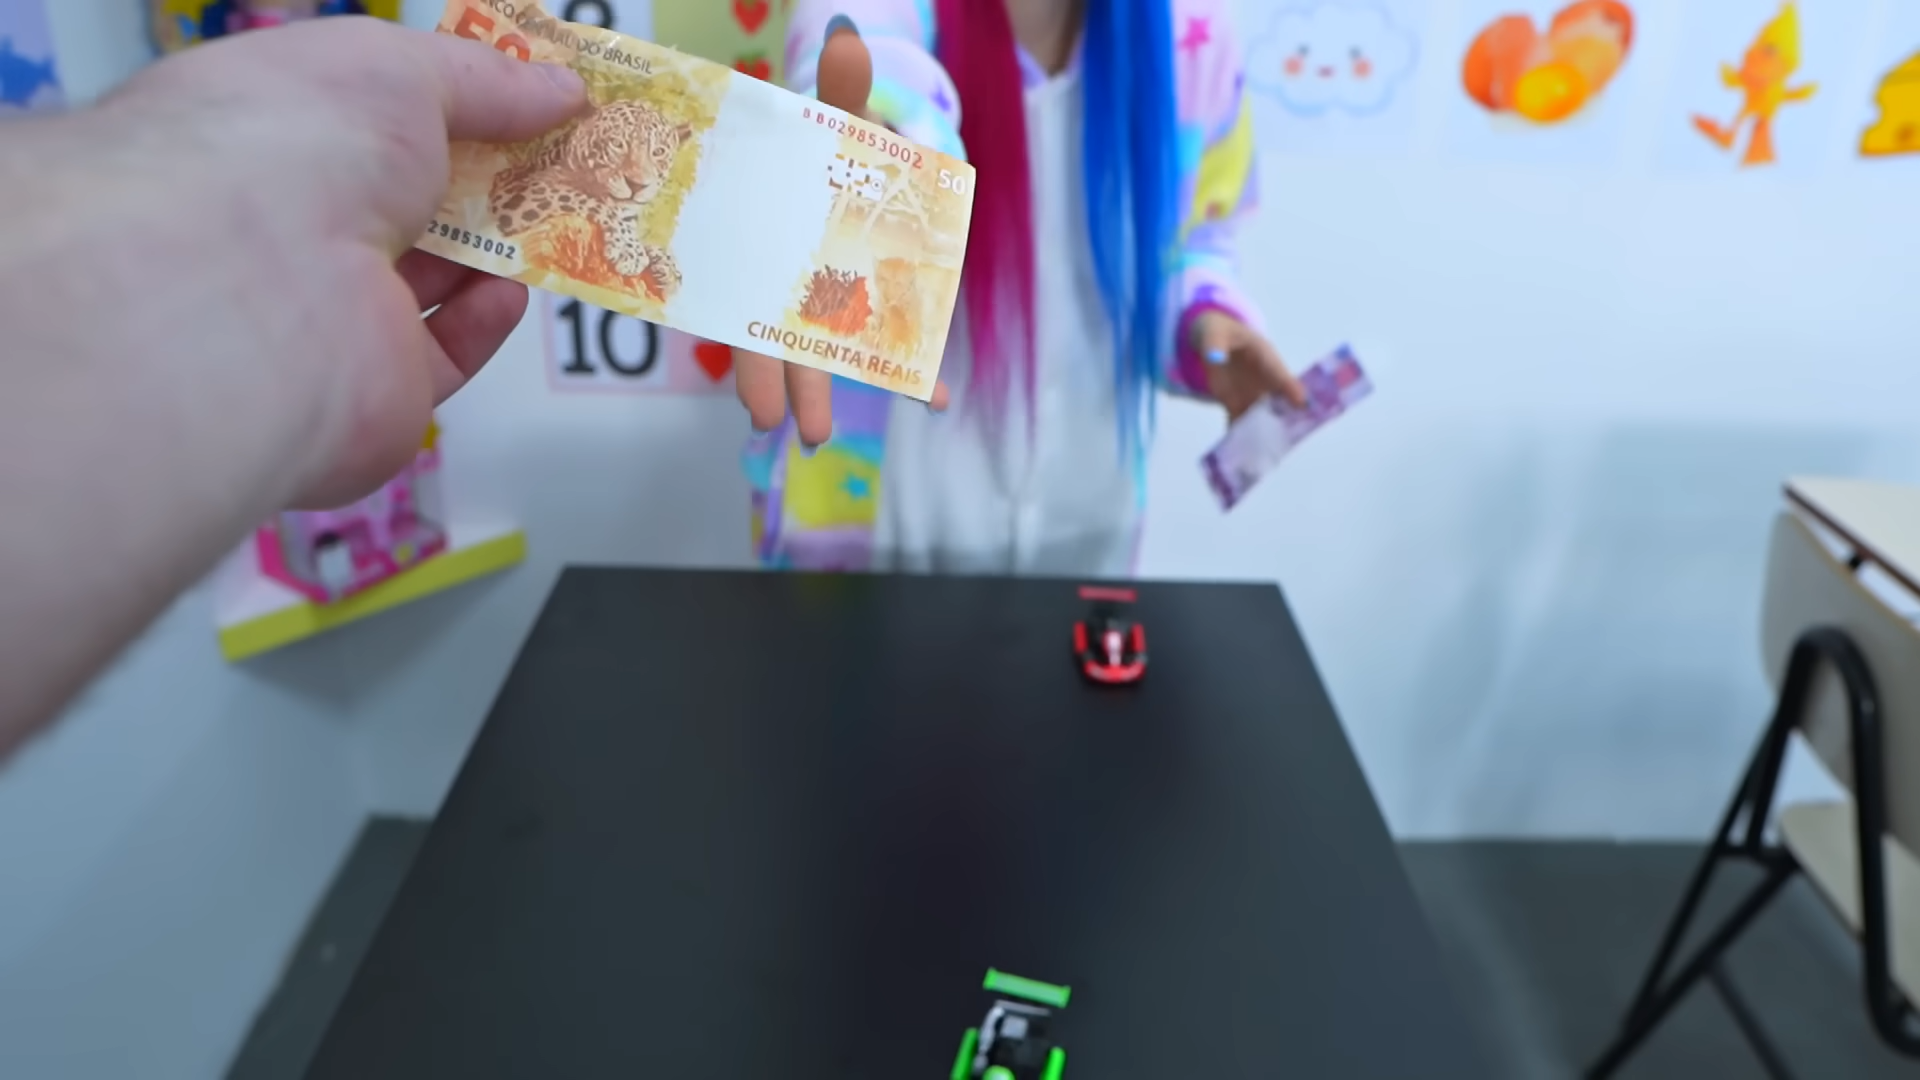 50
BANCO CENTRAL DO BRASIL
BB029853002
50
29853002
CINQUENTA REAIS
10